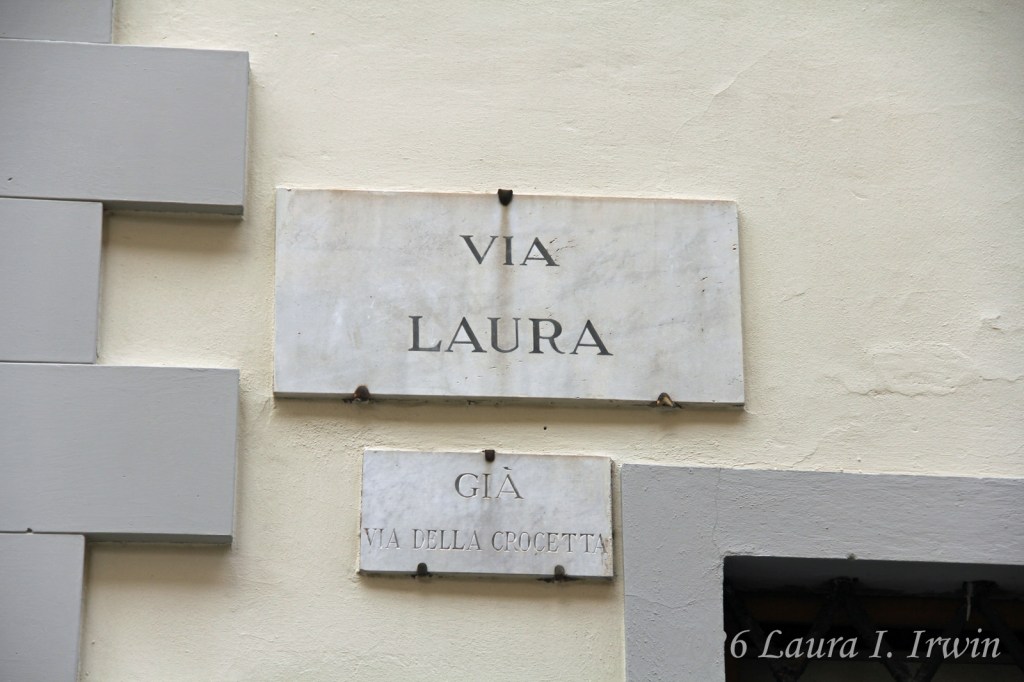 VIA
LAURA
GIÀ
VIA DELLA CROCETTA
6 Laura I. Irwin